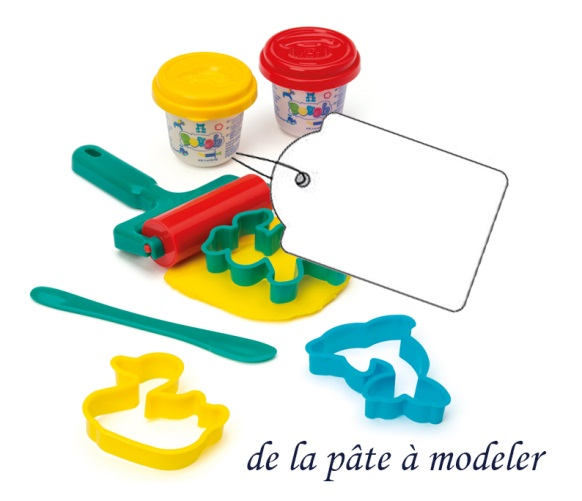 de la pâte à modeler